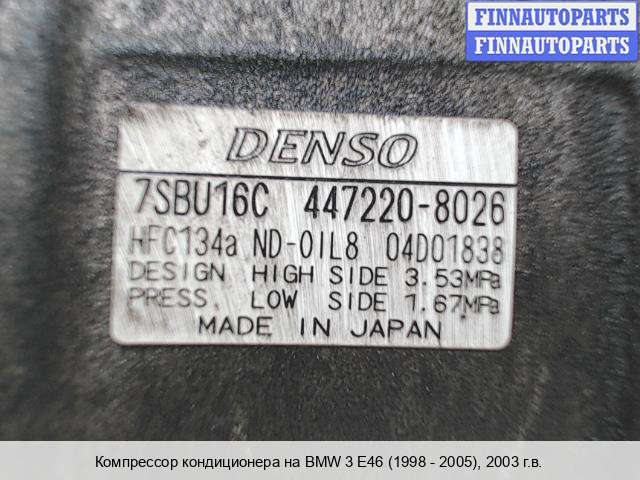 FINNAUTOPARTS
FINNAUTOPARTS
DENSO
7SBU16C 447220-8026
HFC134a ND-OIL8 04D01838
DESIGN HIGH SIDE 3.53MPa
PRESS. LOW SIDE 1.67MPa
MADE IN JAPAN
Компрессор кондиционера на BMW 3 E46 (1998 - 2005), 2003 г.в.